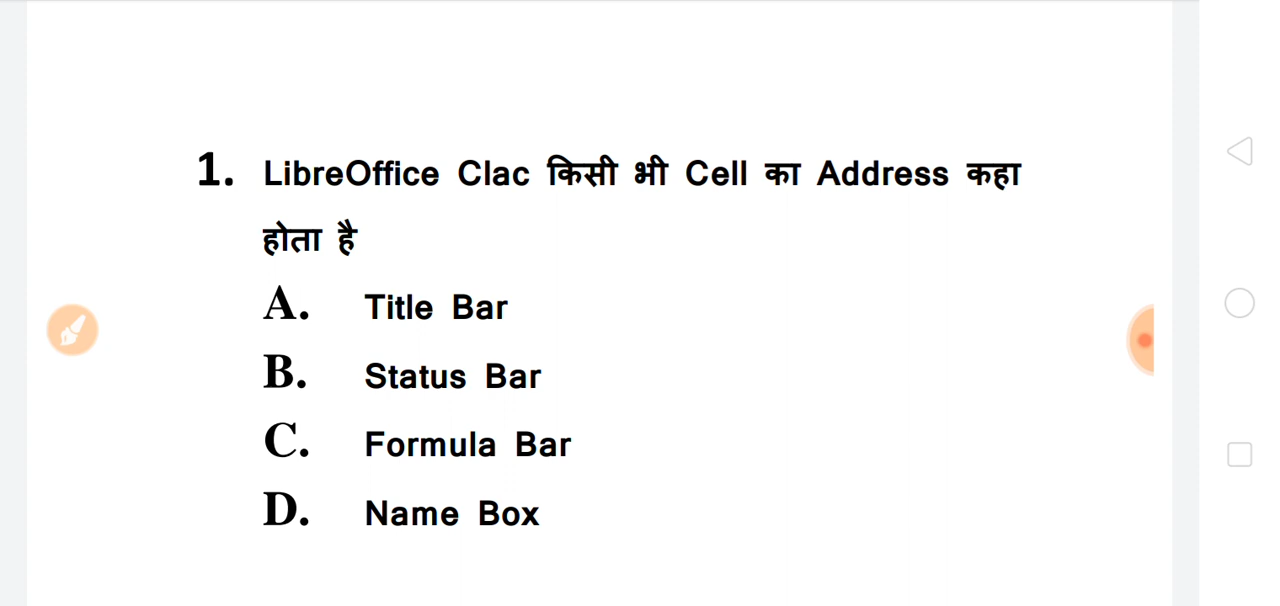 1. LibreOffice Clac किसी भी Cell का Address कहा
होता है
A. Title Bar
B. Status Bar
C. Formula Bar
D. Name Box